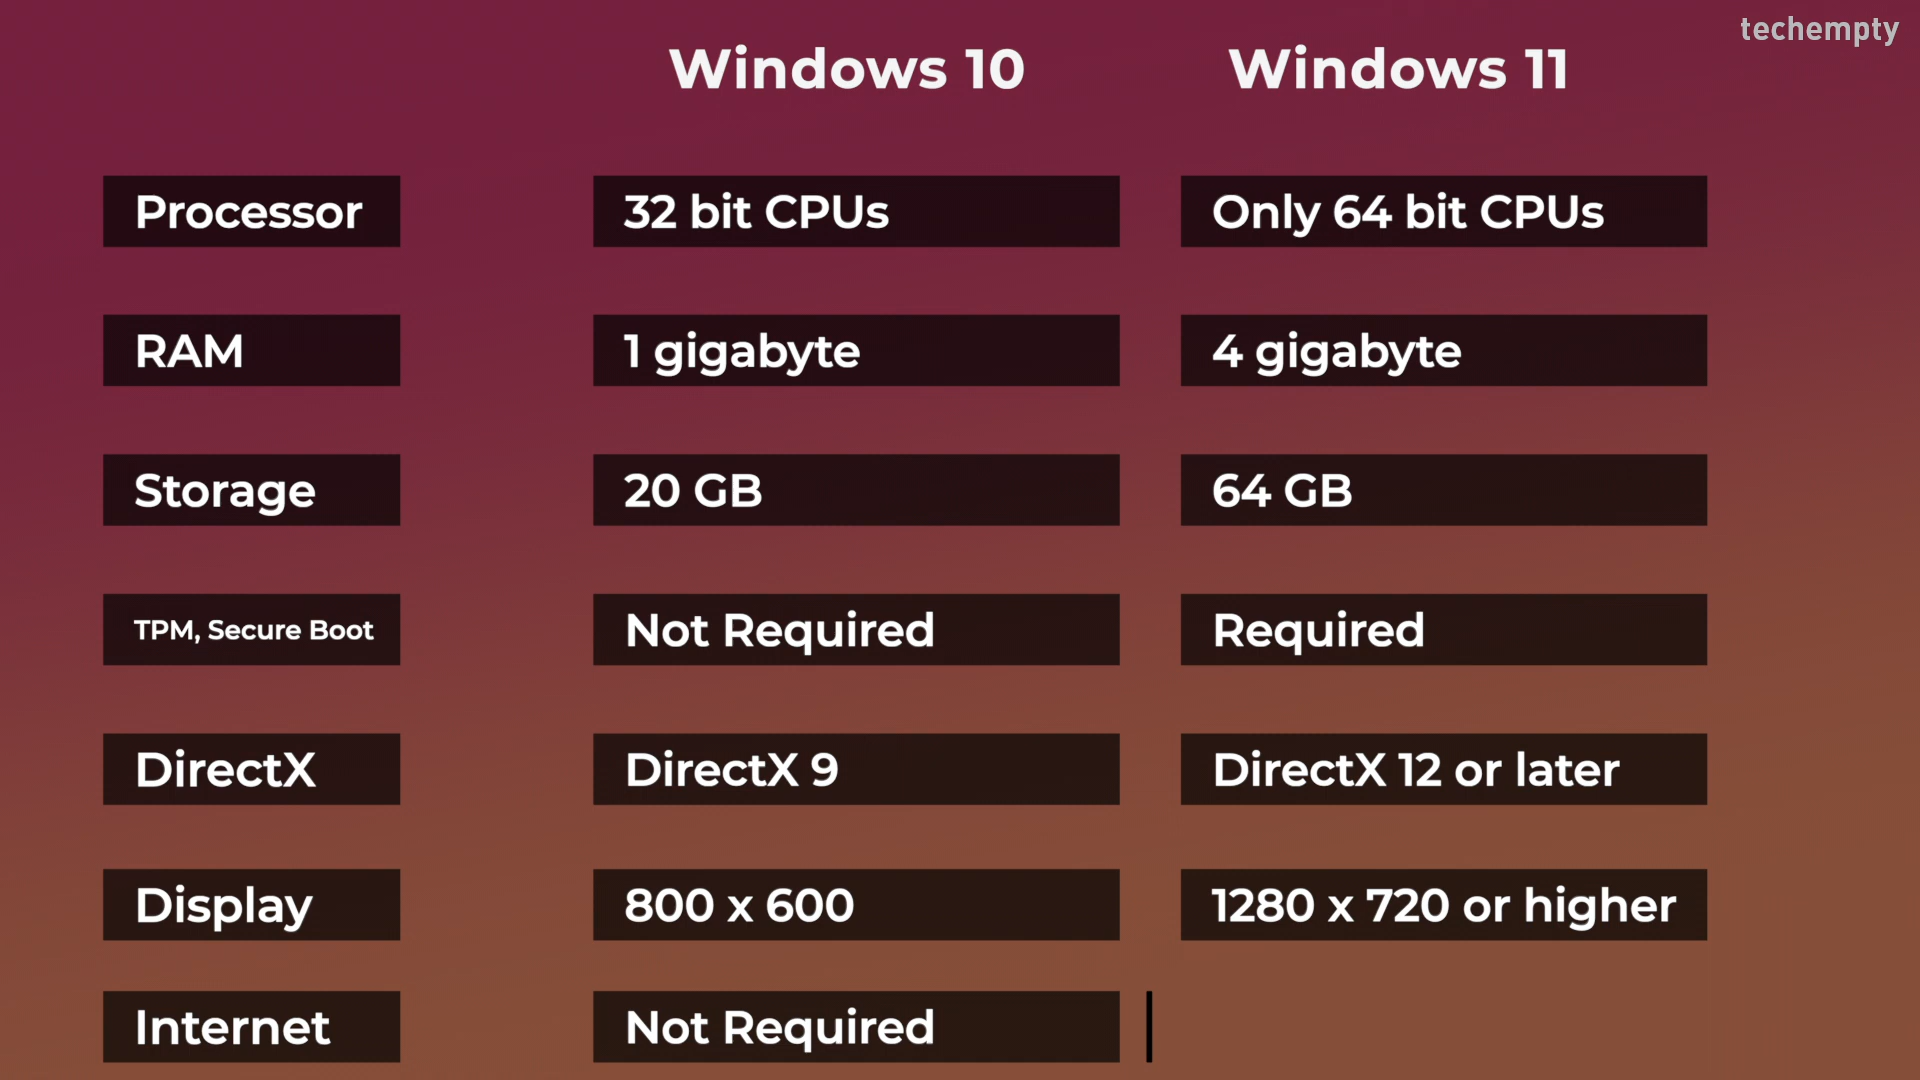 techempty
Windows 10 Windows 11
Processor 32 bit CPUs Only 64 bit CPUs
RAM 1 gigabyte 4 gigabyte
Storage 20 GB 64 GB
TPM, Secure Boot Not Required Required
DirectX DirectX 9 DirectX 12 or later
Display 800 x 600 1280 x 720 or higher
Internet Not Required